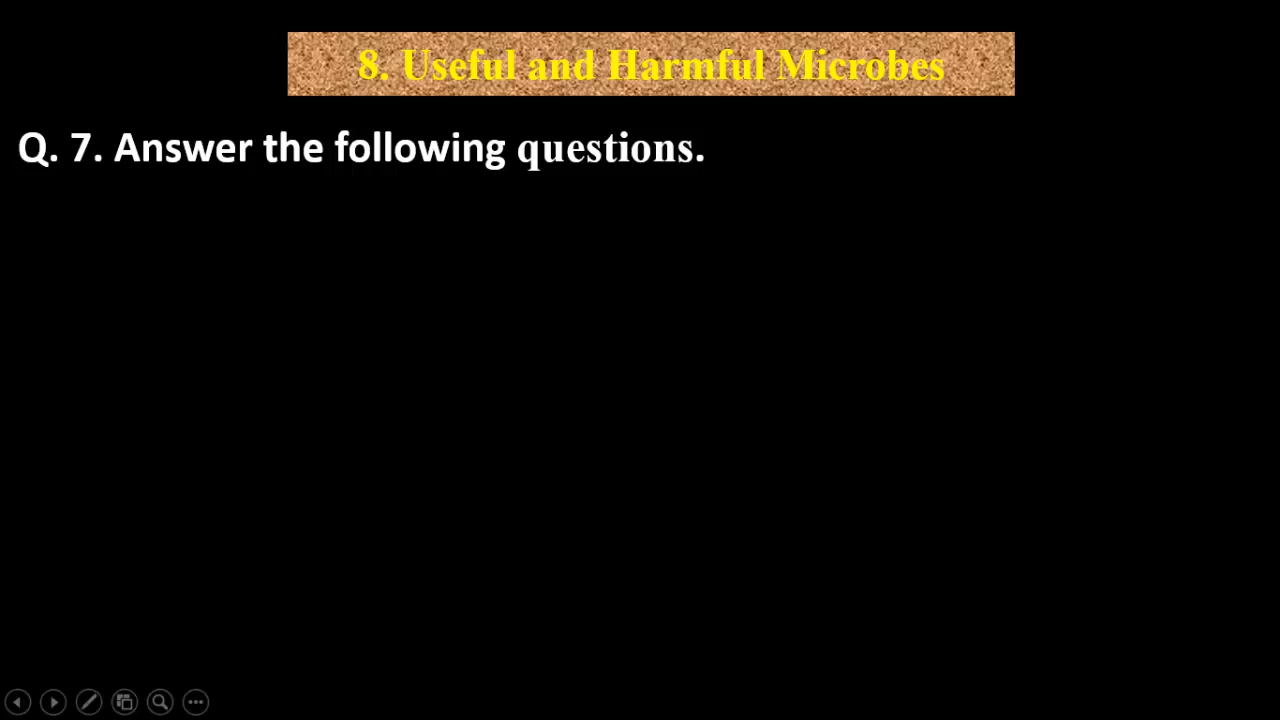 8. Useful and Harmful Microbes
Q. 7. Answer the following questions.